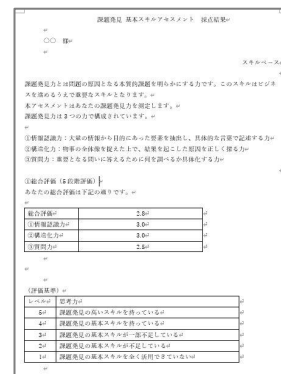 課題発見 基本スキルアセスメント 採点結果
○○ 様
スキルベース
課題発見力とは問題の原因となる本質的課題を明らかにする力です。このスキルはビジネ
スを進めるうえで重要なスキルとなります。
本アセスメントはあなたの課題発見力を測定します。
課題発見力は3つの力で構成されています。
①情報認識力：大量の情報から目的にあった要素を抽出し、具体的な言葉で記述する力
②構造化力：物事の全体像を捉えた上で、結果を起こした原因を正しく探る力
③質問力：重要となる問いに答えるために何を調べるか具体化する力
①総合評価（5段階評価）
あなたの総合評価は下記の通りです。
総合評価 2.8
①情報認識力 3.0
②構造化力 3.0
③質問力 2.5
（評価基準）
レベル 思考力
5 課題発見の高いスキルを持っている
4 課題発見の基本スキルを持っている
3 課題発見の基本スキルが一部不足している
2 課題発見の基本スキルが不足している
1 課題発見の基本スキルを全く活用できていない